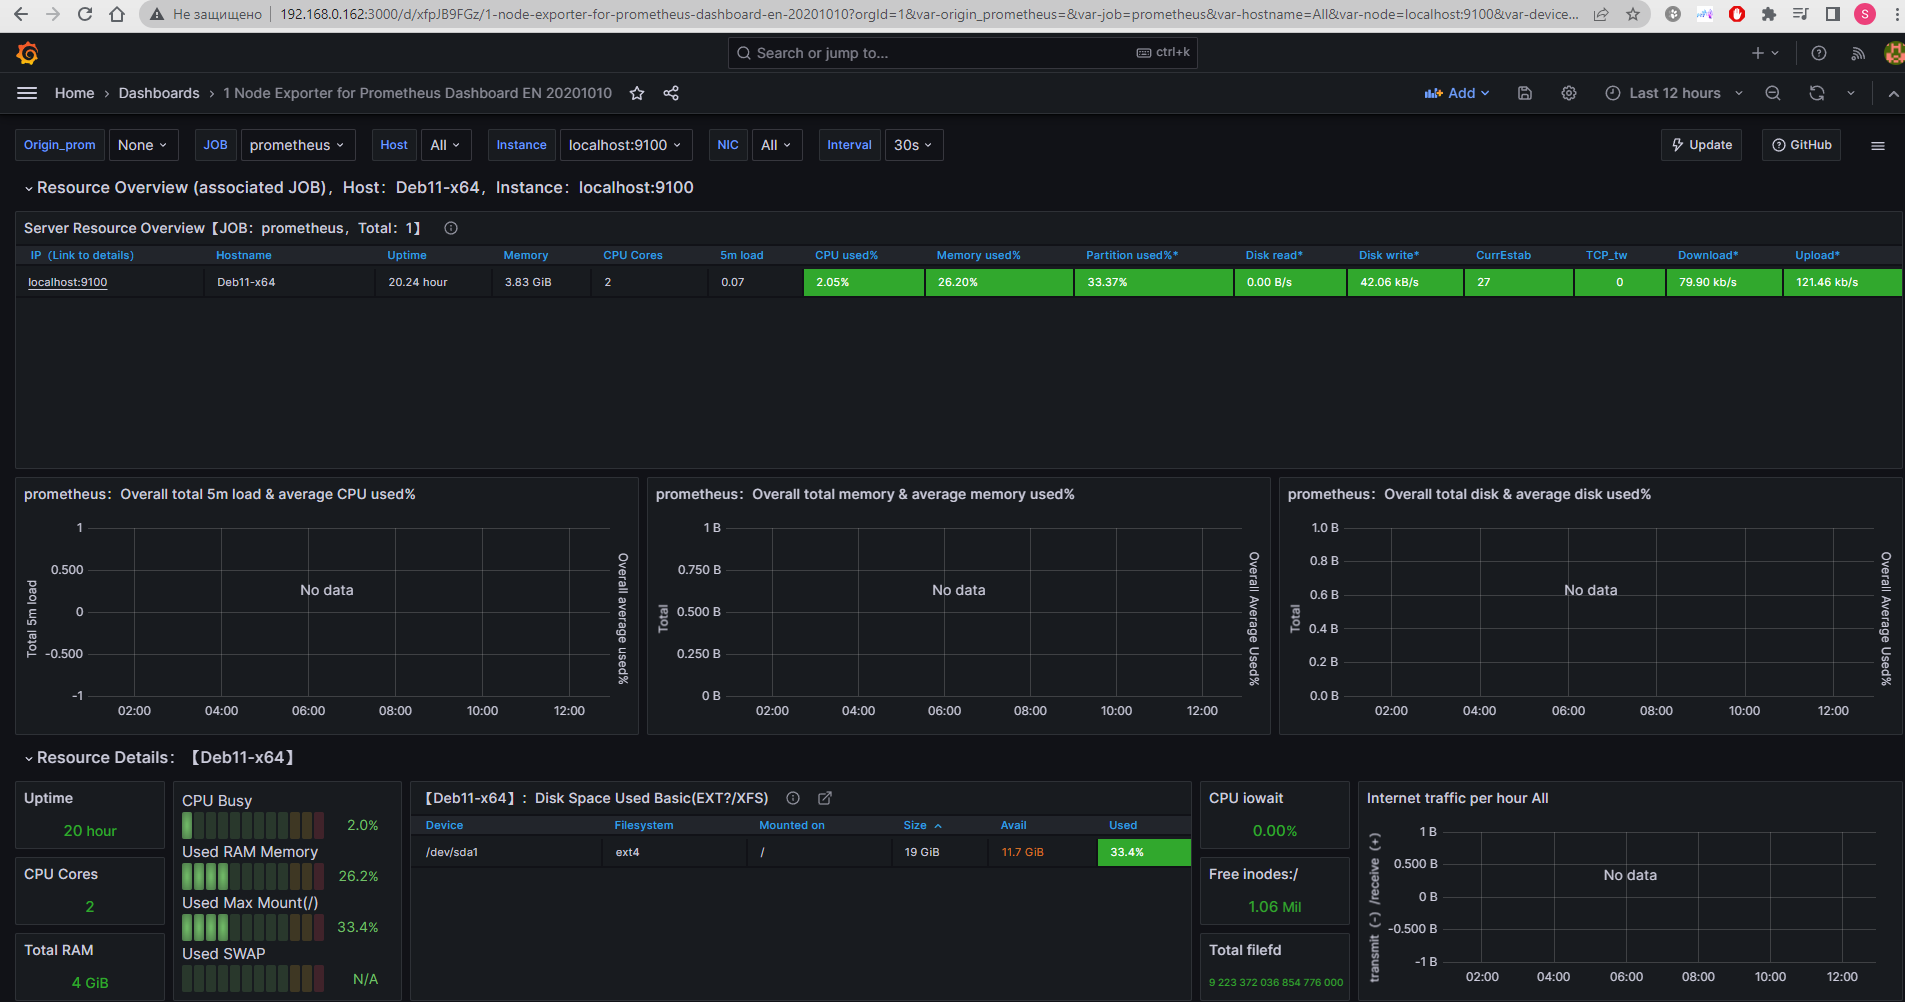 Не защищено 192.168.0.162:3000/d/xfpJB9FGz/1-node-exporter-for-prometheus-dashboard-en-20201010?orgId=1&var-origin_prometheus=&var-job=prometheus&var-hostname=All&var-node=localhost:9100&var-device... S
Search or jump to... ctrl+k
Home › Dashboards › 1 Node Exporter for Prometheus Dashboard EN 20201010 Add Last 12 hours
Origin_prom None JOB prometheus Host All Instance localhost:9100 NIC All Interval 30s Update GitHub
Resource Overview (associated JOB)，Host：Deb11-x64，Instance：localhost:9100
Server Resource Overview【JOB：prometheus，Total：1】
IP（Link to details) Hostname Uptime Memory CPU Cores 5m load CPU used% Memory used% Partition used%* Disk read* Disk write* CurrEstab TCP_tw Download* Upload*
localhost:9100 Deb11-x64 20.24 hour 3.83 GiB 2 0.07 2.05% 26.20% 33.37% 0.00 B/s 42.06 kB/s 27 0 79.90 kb/s 121.46 kb/s
prometheus：Overall total 5m load & average CPU used%
Total 5m load
1
0.500
0
-0.500
-1
No data
Overall average used%
02:00 04:00 06:00 08:00 10:00 12:00
prometheus：Overall total memory & average memory used%
Total
1 B
0.750 B
0.500 B
0.250 B
0 B
No data
Overall Average Used%
02:00 04:00 06:00 08:00 10:00 12:00
prometheus：Overall total disk & average disk used%
Total
1.0 B
0.8 B
0.6 B
0.4 B
0.2 B
0.0 B
No data
Overall Average Used%
02:00 04:00 06:00 08:00 10:00 12:00
Resource Details：【Deb11-x64】
Uptime
20 hour
CPU Cores
2
Total RAM
4 GiB
CPU Busy
2.0%
Used RAM Memory
26.2%
Used Max Mount(/)
33.4%
Used SWAP
N/A
【Deb11-x64】：Disk Space Used Basic(EXT?/XFS)
Device Filesystem Mounted on Size Avail Used
/dev/sda1 ext4 / 19 GiB 11.7 GiB 33.4%
CPU iowait
0.00%
Free inodes:/
1.06 Mil
Total filefd
9 223 372 036 854 776 000
Internet traffic per hour All
transmit（-）/receive（+）
1 B
0.500 B
0 B
-0.500 B
-1 B
No data
02:00 04:00 06:00 08:00 10:00 12:00